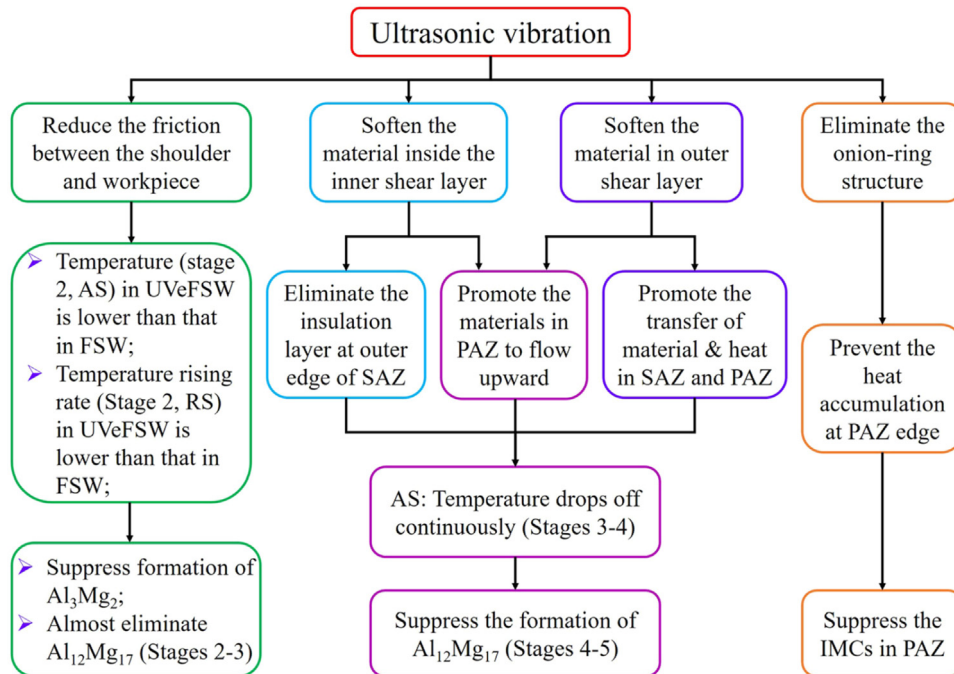 Ultrasonic vibration
Reduce the friction
between the shoulder
and workpiece
Soften the
material inside the
inner shear layer
Soften the
material in outer
shear layer
Eliminate the
onion-ring
structure
Temperature (stage
2, AS) in UVeFSW
is lower than that
in FSW;
Temperature rising
rate (Stage 2, RS)
in UVeFSW is
lower than that in
FSW;
Eliminate the
insulation
layer at outer
edge of SAZ
Promote the
materials in
PAZ to flow
upward
Promote the
transfer of
material & heat
in SAZ and PAZ
Prevent the
heat
accumulation
at PAZ edge
AS: Temperature drops off
continuously (Stages 3-4)
Suppress formation of
Al₃Mg₂;
Almost eliminate
Al₁₂Mg₁₇ (Stages 2-3)
Suppress the formation of
Al₁₂Mg₁₇ (Stages 4-5)
Suppress the
IMCs in PAZ